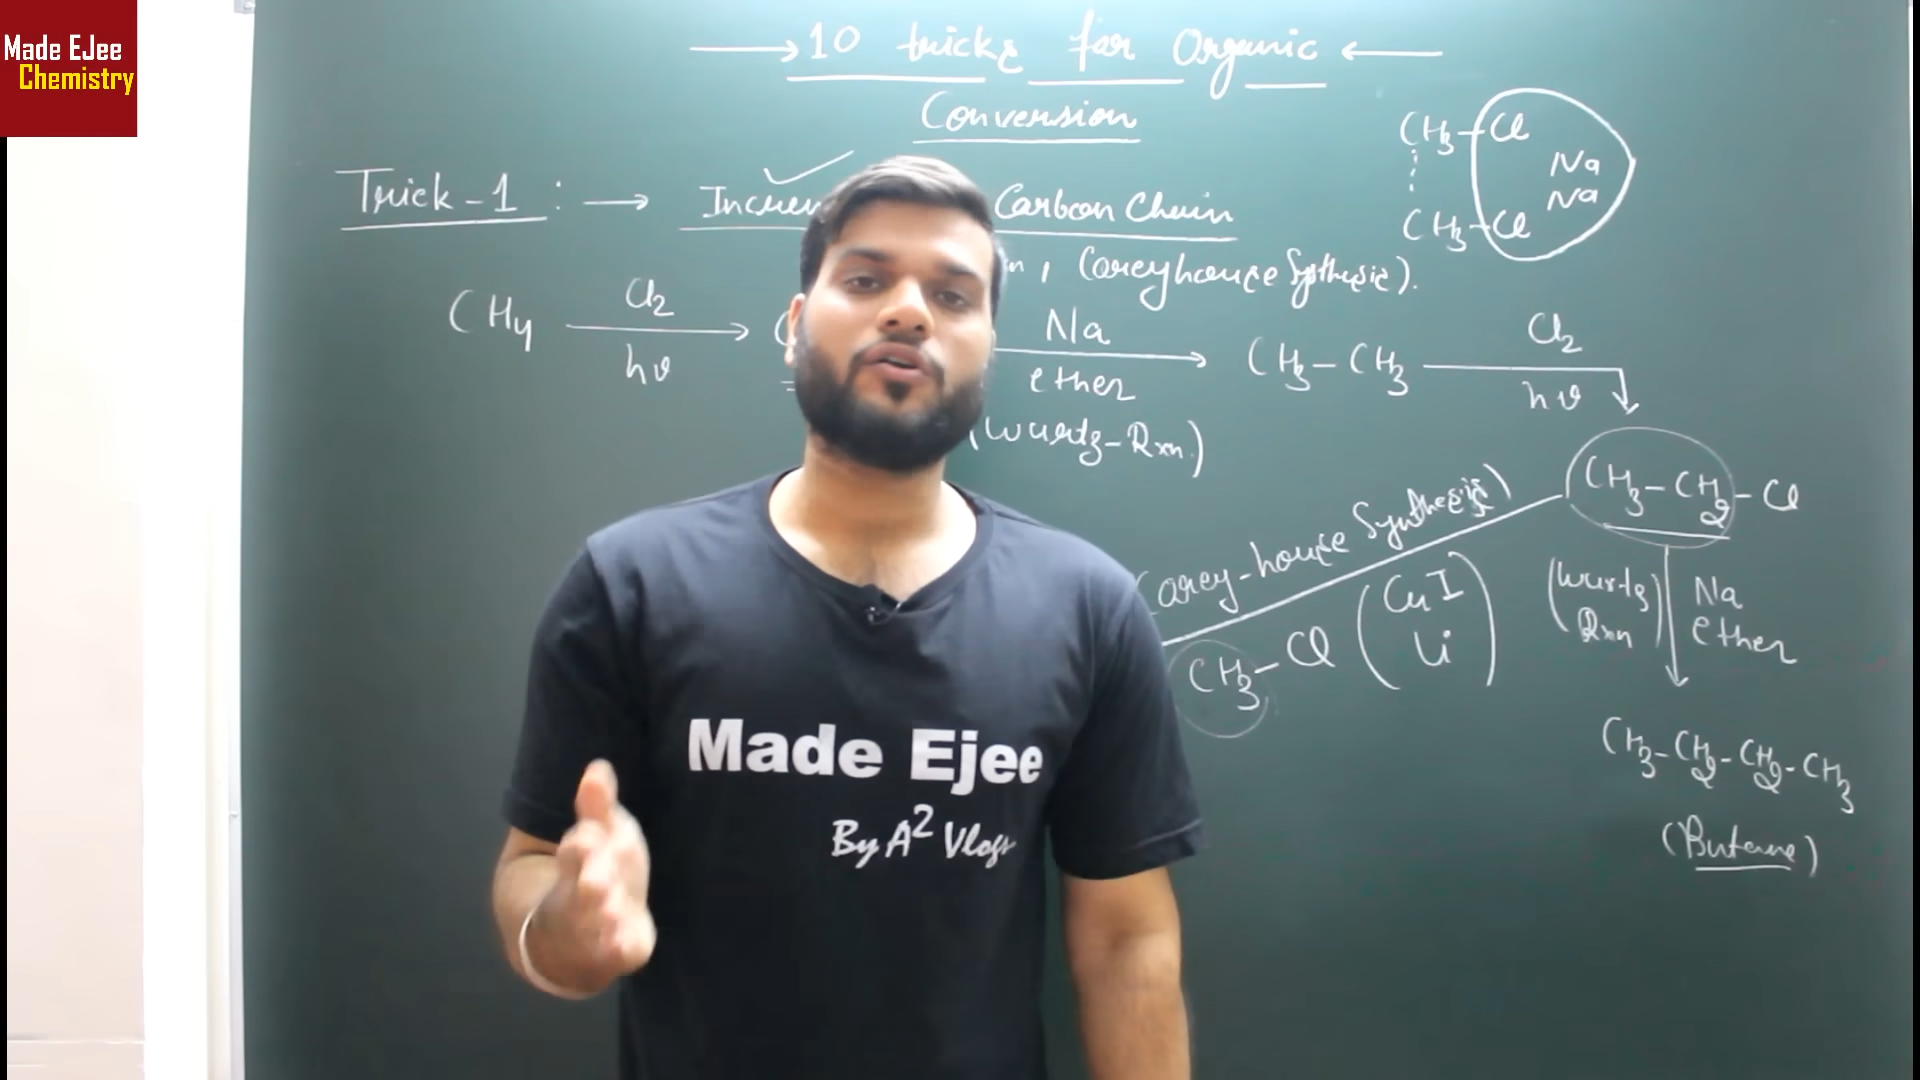 Made EJee
Chemistry
→ 10 tricks for Organic ←
Conversion
Trick-1 : → Carbon Chain
Coreyhouse Sythesis).
CH3-Cl
Na
Na
CH3-Cl
CH4 Cl2 hν →
Na ether →
(Wurtz-Rxn.)
CH3-CH3 Cl2 hν
CH3-CH2-Cl
Corey-house Synthesis)
CH3-Cl (CuI Li)
(Wurtz Rxn) Na ether
CH3-CH2-CH2-CH3
(Butane)
Made Ejee
By A2 Vlogs